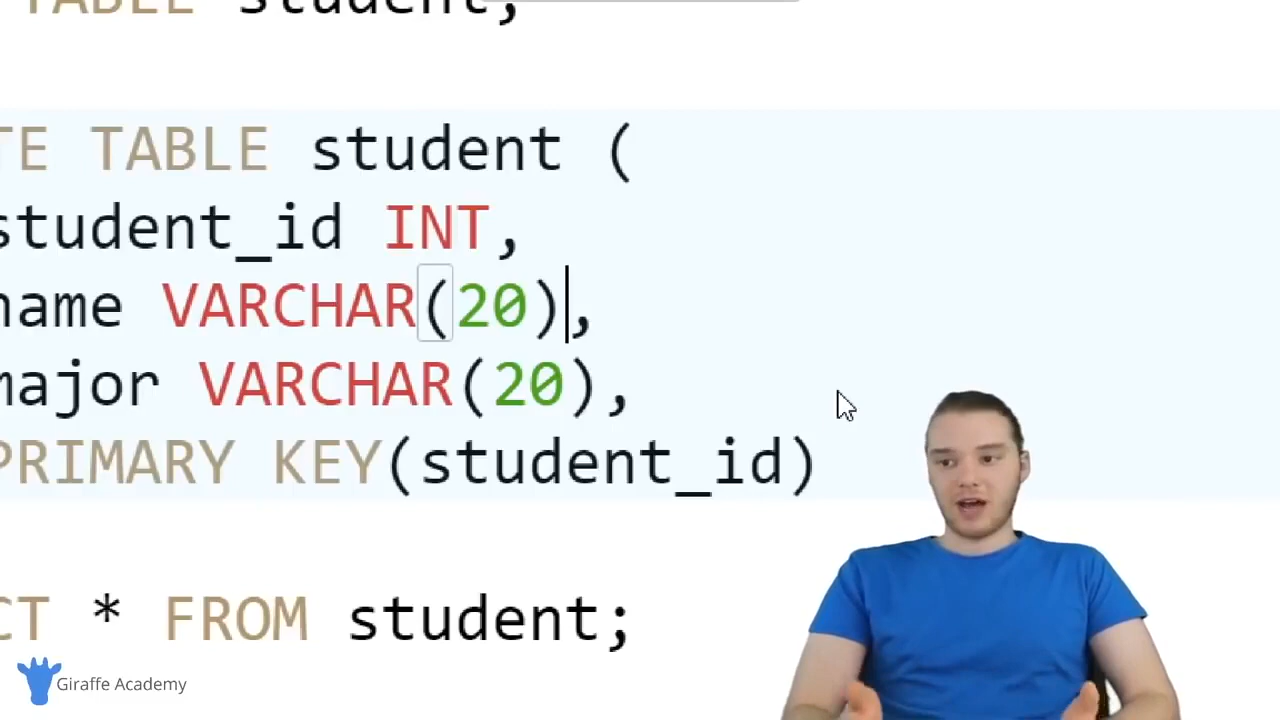 TABLE student;
TE TABLE student (
student_id INT,
name VARCHAR(20),
major VARCHAR(20),
PRIMARY KEY(student_id)
CT * FROM student;
Giraffe Academy